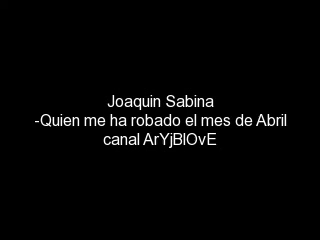 Joaquin Sabina
-Quien me ha robado el mes de Abril
canal ArYjBlOvE